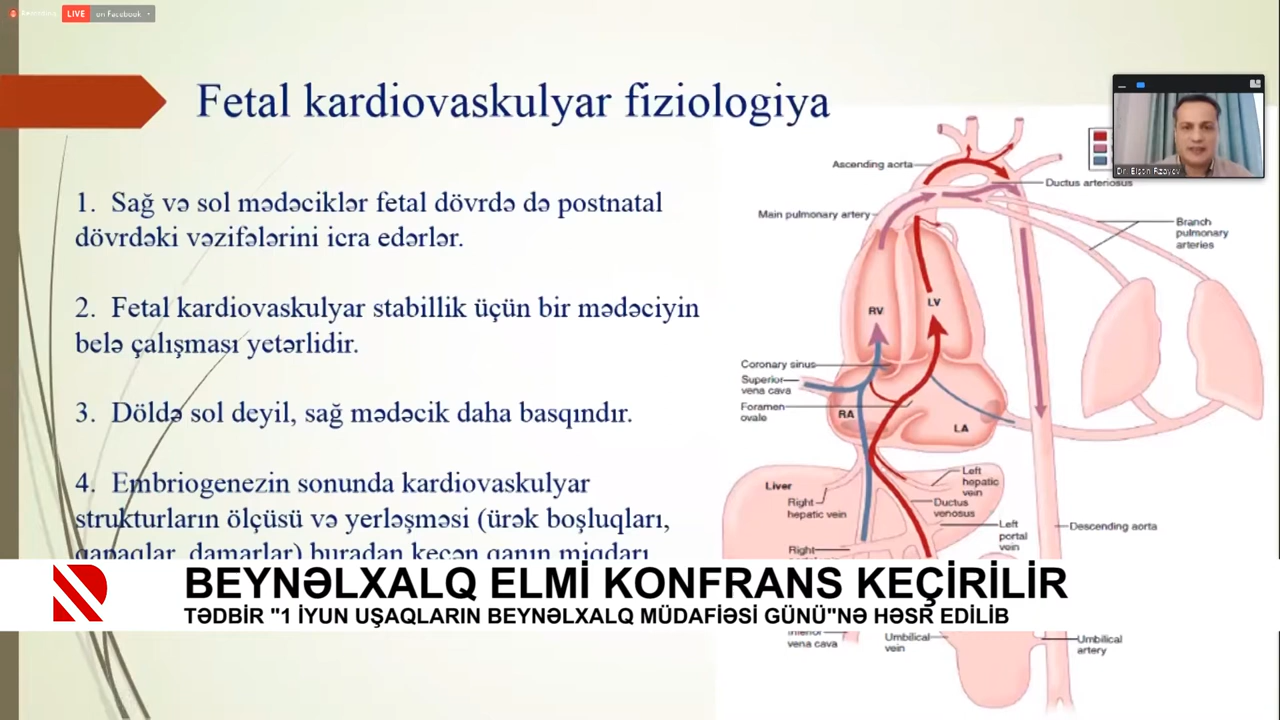 Recording
LIVE
on Facebook
Fetal kardiovaskulyar fiziologiya
1. Sağ və sol mədəciklər fetal dövrdə də postnatal
dövrdəki vəzifələrini icra edərlər.
2. Fetal kardiovaskulyar stabillik üçün bir mədəciyin
belə çalışması yetərlidir.
3. Döldə sol deyil, sağ mədəcik daha basqındır.
4. Embriogenezin sonunda kardiovaskulyar
strukturların ölçüsü və yerləşməsi (ürək boşluqları,
qapaqlar, damarlar) buradan keçən qanın miqdarı
Dr. Elşən Rzayev
Ascending aorta
Ductus arteriosus
Main pulmonary artery
Branch
pulmonary
arteries
RV
LV
Coronary sinus
Superior
vena cava
Foramen
ovale
RA
LA
Liver
Right
hepatic vein
Left
hepatic
vein
Ductus
venosus
Left
portal
vein
Descending aorta
Right
BEYNƏLXALQ ELMİ KONFRANS KEÇİRİLİR
TƏDBİR "1 İYUN UŞAQLARIN BEYNƏLXALQ MÜDAFİƏSİ GÜNÜ"NƏ HƏSR EDİLİB
Inferior
vena cava
Umbilical
vein
Umbilical
artery